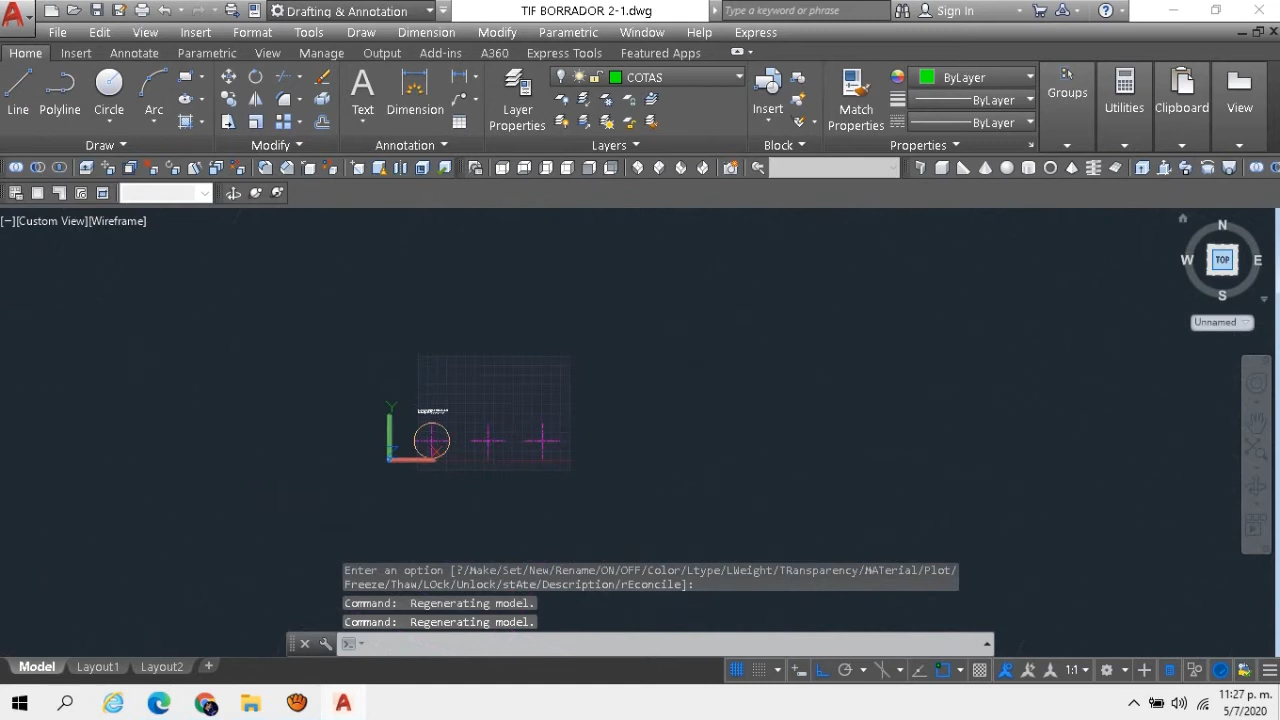 Drafting & Annotation
TIF BORRADOR 2-1.dwg
Type a keyword or phrase
Sign In
File Edit View Insert Format Tools Draw Dimension Modify Parametric Window Help Express
Home Insert Annotate Parametric View Manage Output Add-ins A360 Express Tools Featured Apps
COTAS
ByLayer
ByLayer
ByLayer
Line Polyline Circle Arc
Text Dimension
Layer
Properties
Insert
Match
Properties
Groups
Utilities
Clipboard
View
Draw
Modify
Annotation
Layers
Block
Properties
[−][Custom View][Wireframe]
N
W
TOP
E
S
Unnamed
Y
X
Enter an option [?/Make/Set/New/Rename/ON/OFF/Color/Ltype/LWeight/TRansparency/MATerial/Plot/
Freeze/Thaw/LOck/Unlock/stAte/Description/rEconcile]:
Command: Regenerating model.
Command: Regenerating model.
Model Layout1 Layout2
1:1
11:27 p. m.
5/7/2020